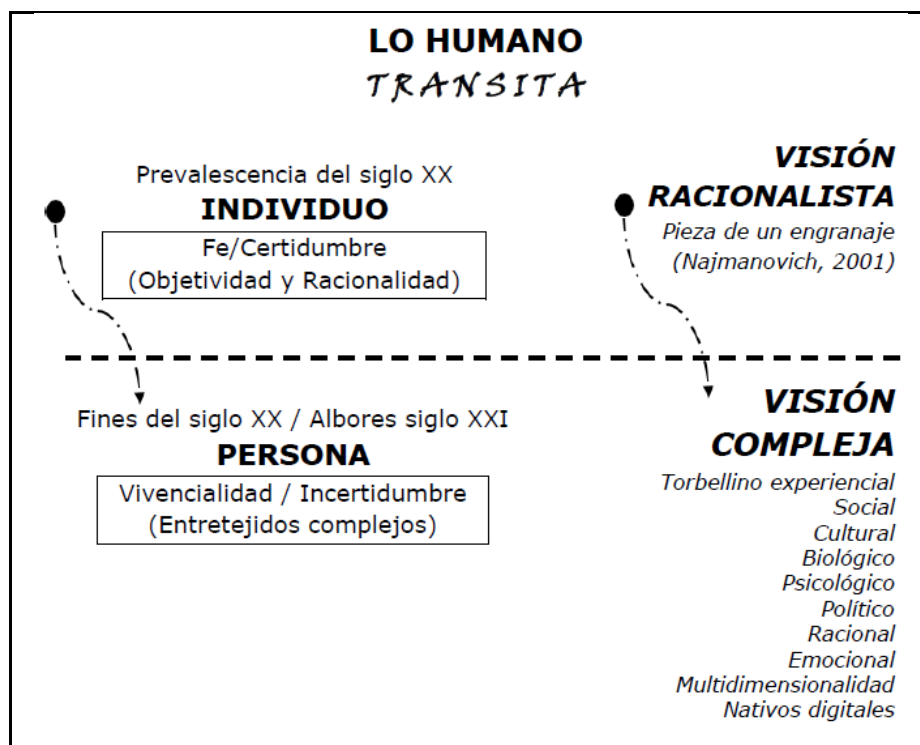 LO HUMANO
TRANSITA
Prevalescencia del siglo XX
INDIVIDUO
Fe/Certidumbre
(Objetividad y Racionalidad)
VISIÓN
RACIONALISTA
Pieza de un engranaje
(Najmanovich, 2001)
Fines del siglo XX / Albores siglo XXI
PERSONA
Vivencialidad / Incertidumbre
(Entretejidos complejos)
VISIÓN
COMPLEJA
Torbellino experiencial
Social
Cultural
Biológico
Psicológico
Político
Racional
Emocional
Multidimensionalidad
Nativos digitales